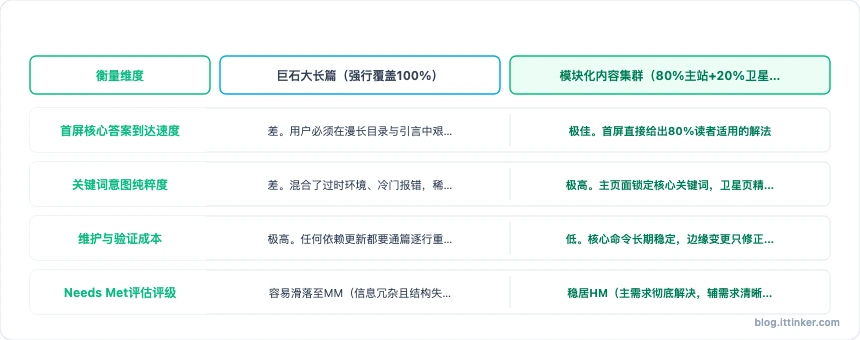 衡量维度
巨石大长篇（强行覆盖100%）
模块化内容集群（80%主站+20%卫星...
首屏核心答案到达速度
差。用户必须在漫长目录与引言中艰...
极佳。首屏直接给出80%读者适用的解法
关键词意图纯粹度
差。混合了过时环境、冷门报错，稀...
极高。主页面锁定核心关键词，卫星页精...
维护与验证成本
极高。任何依赖更新都要通篇逐行重...
低。核心命令长期稳定，边缘变更只修正...
Needs Met评估评级
容易滑落至MM（信息冗杂且结构失...
稳居HM（主需求彻底解决，辅需求清晰...
blog.ittinker.com